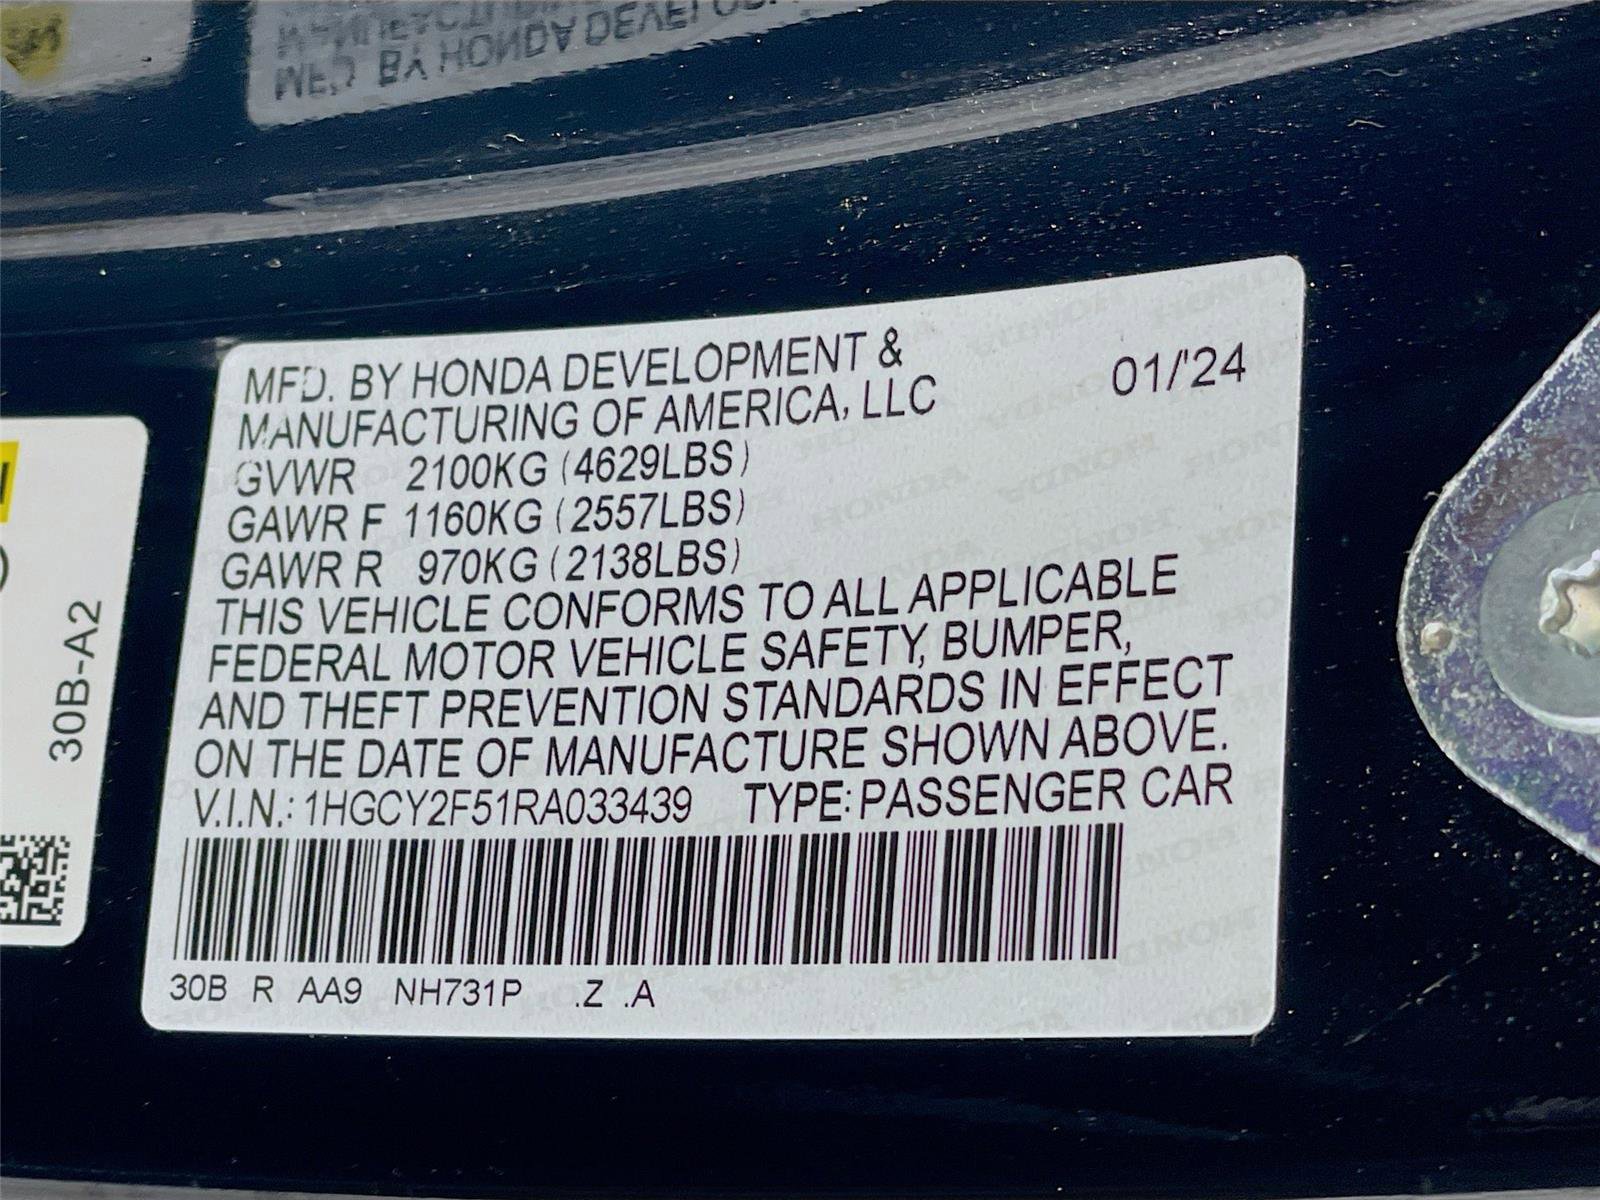 MFD. BY HONDA DEVELOPMENT &
MANUFACTURING OF AMERICA, LLC 01/'24
GVWR 2100KG (4629LBS)
GAWR F 1160KG (2557LBS)
GAWR R 970KG (2138LBS)
THIS VEHICLE CONFORMS TO ALL APPLICABLE
FEDERAL MOTOR VEHICLE SAFETY, BUMPER,
AND THEFT PREVENTION STANDARDS IN EFFECT
ON THE DATE OF MANUFACTURE SHOWN ABOVE.
V.I.N.: 1HGCY2F51RA033439 TYPE: PASSENGER CAR
30B R AA9 NH731P .Z .A
30B-A2